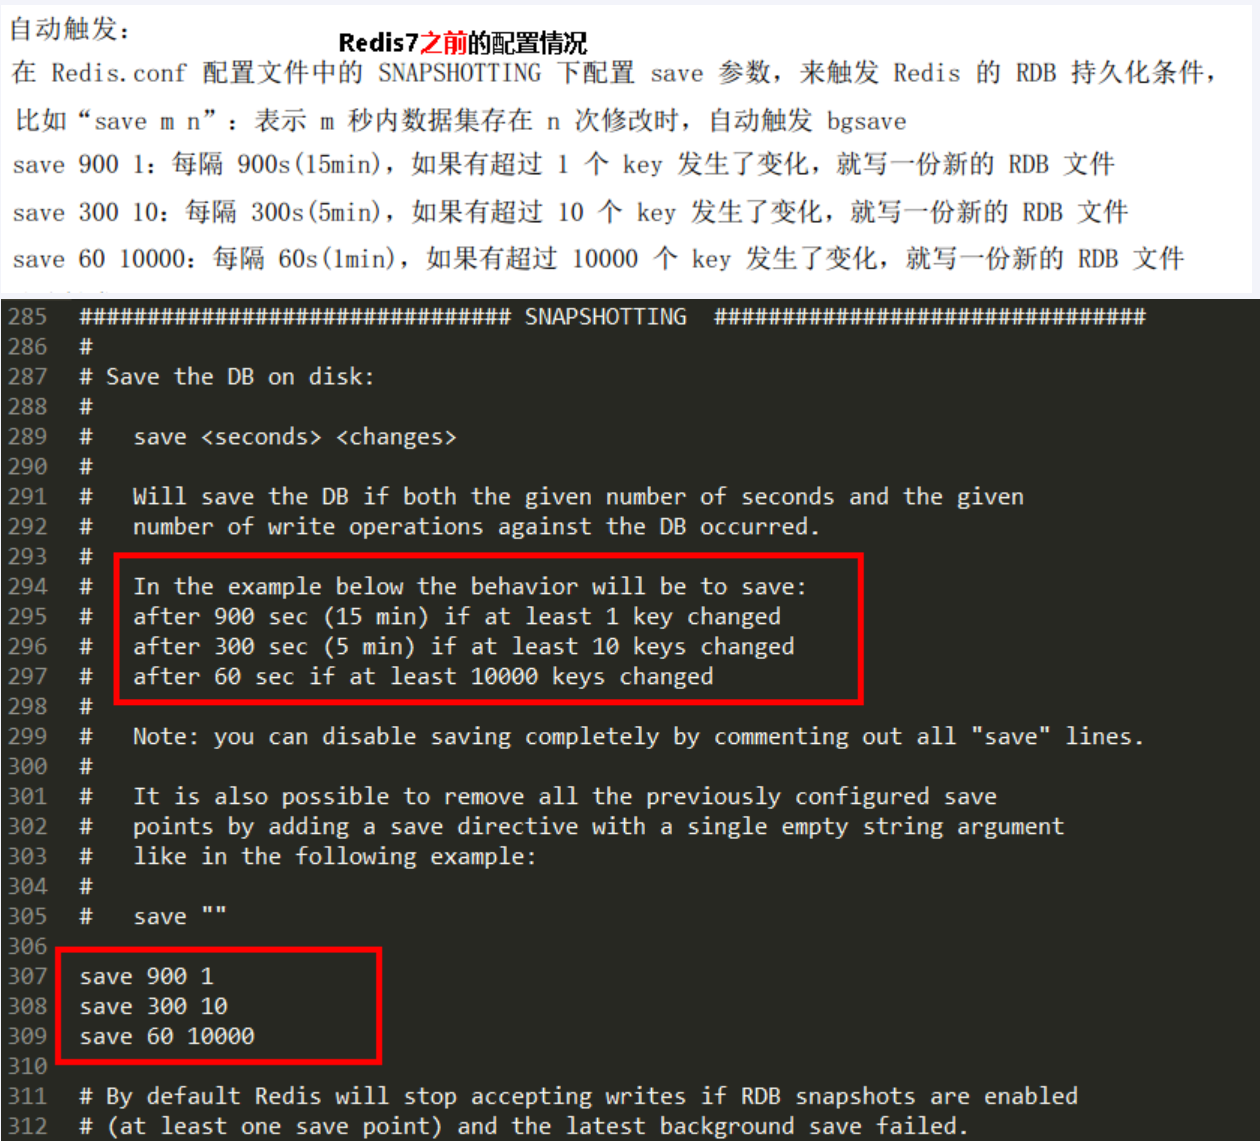 自动触发:
Redis7之前的配置情况
在 Redis.conf 配置文件中的 SNAPSHOTTING 下配置 save 参数，来触发 Redis 的 RDB 持久化条件，
比如“save m n”：表示 m 秒内数据集存在 n 次修改时，自动触发 bgsave
save 900 1：每隔 900s(15min)，如果有超过 1 个 key 发生了变化，就写一份新的 RDB 文件
save 300 10：每隔 300s(5min)，如果有超过 10 个 key 发生了变化，就写一份新的 RDB 文件
save 60 10000：每隔 60s(1min)，如果有超过 10000 个 key 发生了变化，就写一份新的 RDB 文件
285 ################################ SNAPSHOTTING ################################
286 #
287 # Save the DB on disk:
288 #
289 #   save <seconds> <changes>
290 #
291 #   Will save the DB if both the given number of seconds and the given
292 #   number of write operations against the DB occurred.
293 #
294 #   In the example below the behavior will be to save:
295 #   after 900 sec (15 min) if at least 1 key changed
296 #   after 300 sec (5 min) if at least 10 keys changed
297 #   after 60 sec if at least 10000 keys changed
298 #
299 #   Note: you can disable saving completely by commenting out all "save" lines.
300 #
301 #   It is also possible to remove all the previously configured save
302 #   points by adding a save directive with a single empty string argument
303 #   like in the following example:
304 #
305 #   save ""
306
307 save 900 1
308 save 300 10
309 save 60 10000
310
311 # By default Redis will stop accepting writes if RDB snapshots are enabled
312 # (at least one save point) and the latest background save failed.